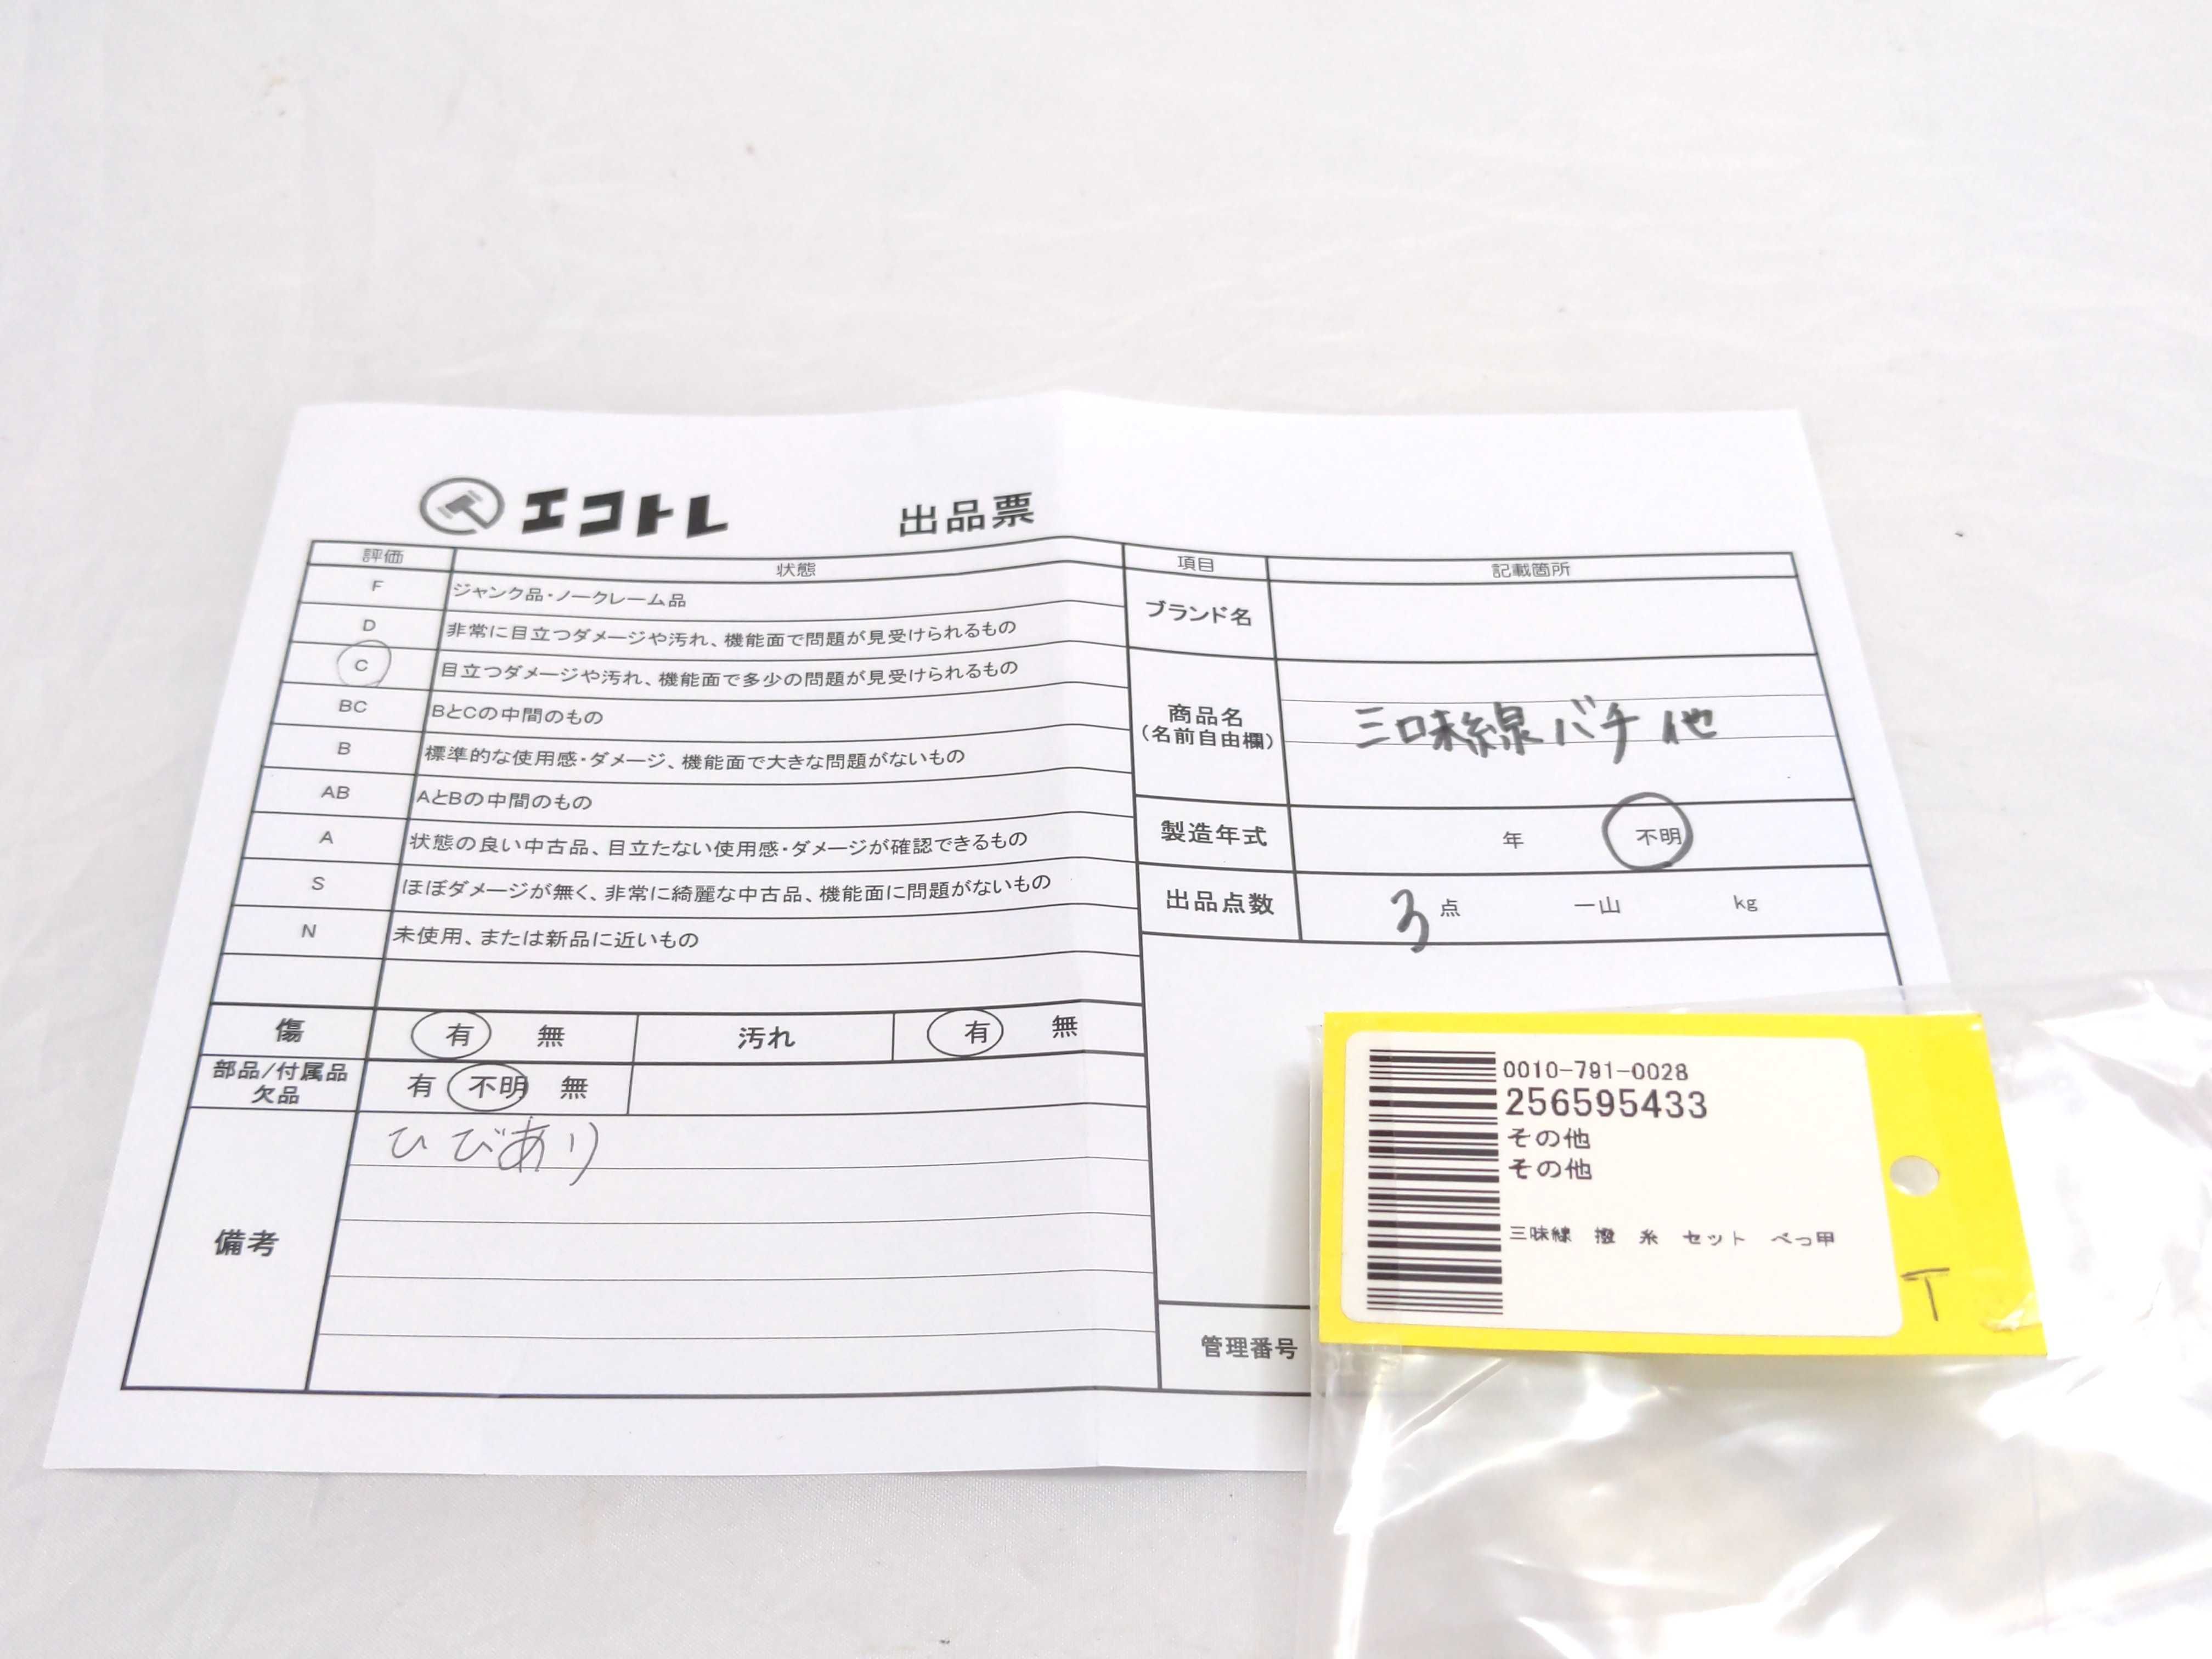 エコトレ 出品票
評価 状態
F ジャンク品・ノークレーム品
D 非常に目立つダメージや汚れ、機能面で問題が見受けられるもの
C 目立つダメージや汚れ、機能面で多少の問題が見受けられるもの
BC BとCの中間のもの
B 標準的な使用感・ダメージ、機能面で大きな問題がないもの
AB AとBの中間のもの
A 状態の良い中古品、目立たない使用感・ダメージが確認できるもの
S ほぼダメージが無く、非常に綺麗な中古品、機能面に問題がないもの
N 未使用、または新品に近いもの
傷 有 無 汚れ 有 無
部品/付属品
欠品 有 不明 無
備考 ひびあり
項目 記載箇所
ブランド名
商品名
(名前自由欄) 三味線バチ他
製造年式 年 不明
出品点数 3 点 一山 kg
管理番号
0010-791-0028
256595433
その他
その他
三味線 撥 糸 セット べっ甲
T